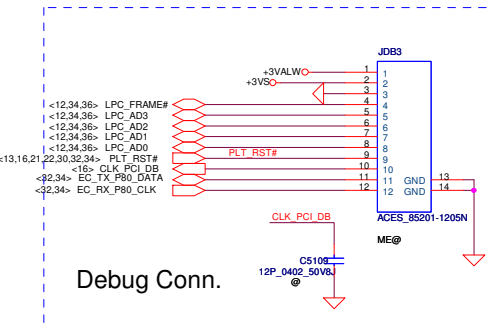 JDB3
+3VALW 1 1
+3VS 2 2
3 3
<12,34,36> LPC_FRAME# 4 4
<12,34,36> LPC_AD3 5 5
<12,34,36> LPC_AD2 6 6
<12,34,36> LPC_AD1 7 7
<12,34,36> LPC_AD0 8 8
<13,16,21,22,30,32,34> PLT_RST# PLT_RST# 9 9
<16> CLK_PCI_DB 10 10
<32,34> EC_TX_P80_DATA 11 11 GND 13
<32,34> EC_RX_P80_CLK 12 12 GND 14
ACES_85201-1205N
ME@
CLK_PCI_DB
C5109
12P_0402_50V8J
@
Debug Conn.